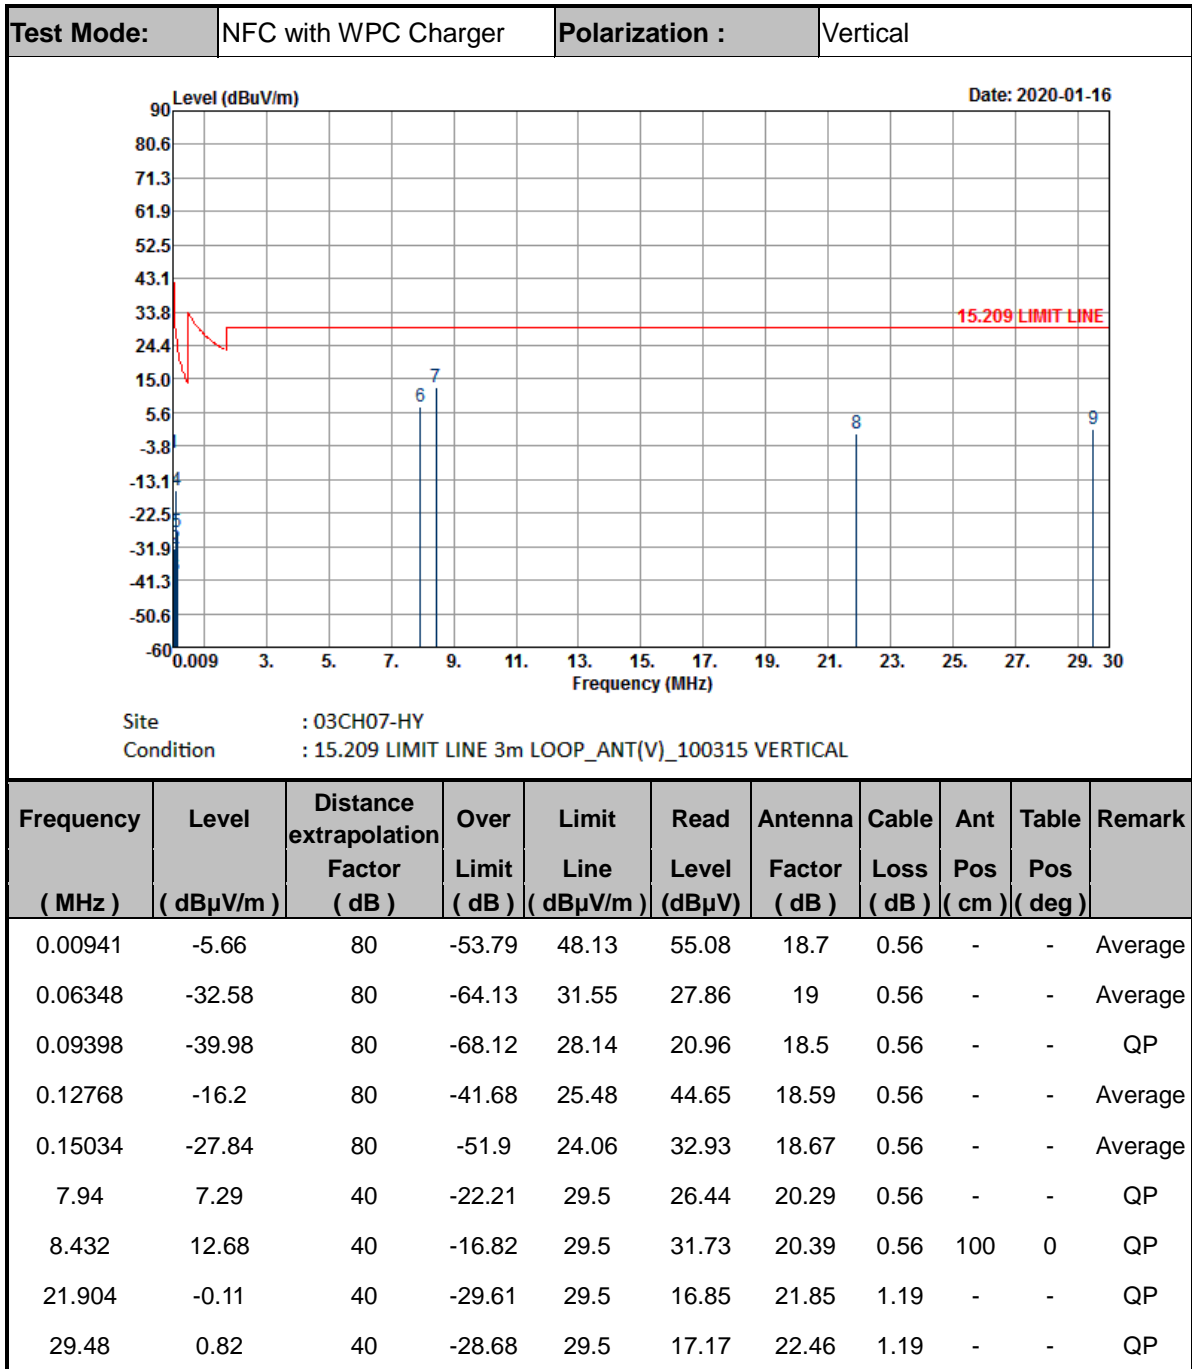 Test Mode: NFC with WPC Charger Polarization : Vertical
Level (dBuV/m) Date: 2020-01-16
90
80.6
71.3
61.9
52.5
43.1
33.8
15.209 LIMIT LINE
24.4
15.0
7
6
5.6
8
9
-3.8
1
-13.1
4
-22.5
5
-31.9
-41.3
-50.6
-60
0.009 3. 5. 7. 9. 11. 13. 15. 17. 19. 21. 23. 25. 27. 29. 30
Frequency (MHz)
Site : 03CH07-HY
Condition : 15.209 LIMIT LINE 3m LOOP_ANT(V)_100315 VERTICAL
Frequency Level Distance extrapolation Over Limit Read Antenna Cable Ant Table Remark
Factor Limit Line Level Factor Loss Pos Pos
( MHz ) ( dBµV/m ) ( dB ) ( dB ) ( dBµV/m ) (dBµV) ( dB ) ( dB ) ( cm ) ( deg )
0.00941 -5.66 80 -53.79 48.13 55.08 18.7 0.56 - - Average
0.06348 -32.58 80 -64.13 31.55 27.86 19 0.56 - - Average
0.09398 -39.98 80 -68.12 28.14 20.96 18.5 0.56 - - QP
0.12768 -16.2 80 -41.68 25.48 44.65 18.59 0.56 - - Average
0.15034 -27.84 80 -51.9 24.06 32.93 18.67 0.56 - - Average
7.94 7.29 40 -22.21 29.5 26.44 20.29 0.56 - - QP
8.432 12.68 40 -16.82 29.5 31.73 20.39 0.56 100 0 QP
21.904 -0.11 40 -29.61 29.5 16.85 21.85 1.19 - - QP
29.48 0.82 40 -28.68 29.5 17.17 22.46 1.19 - - QP